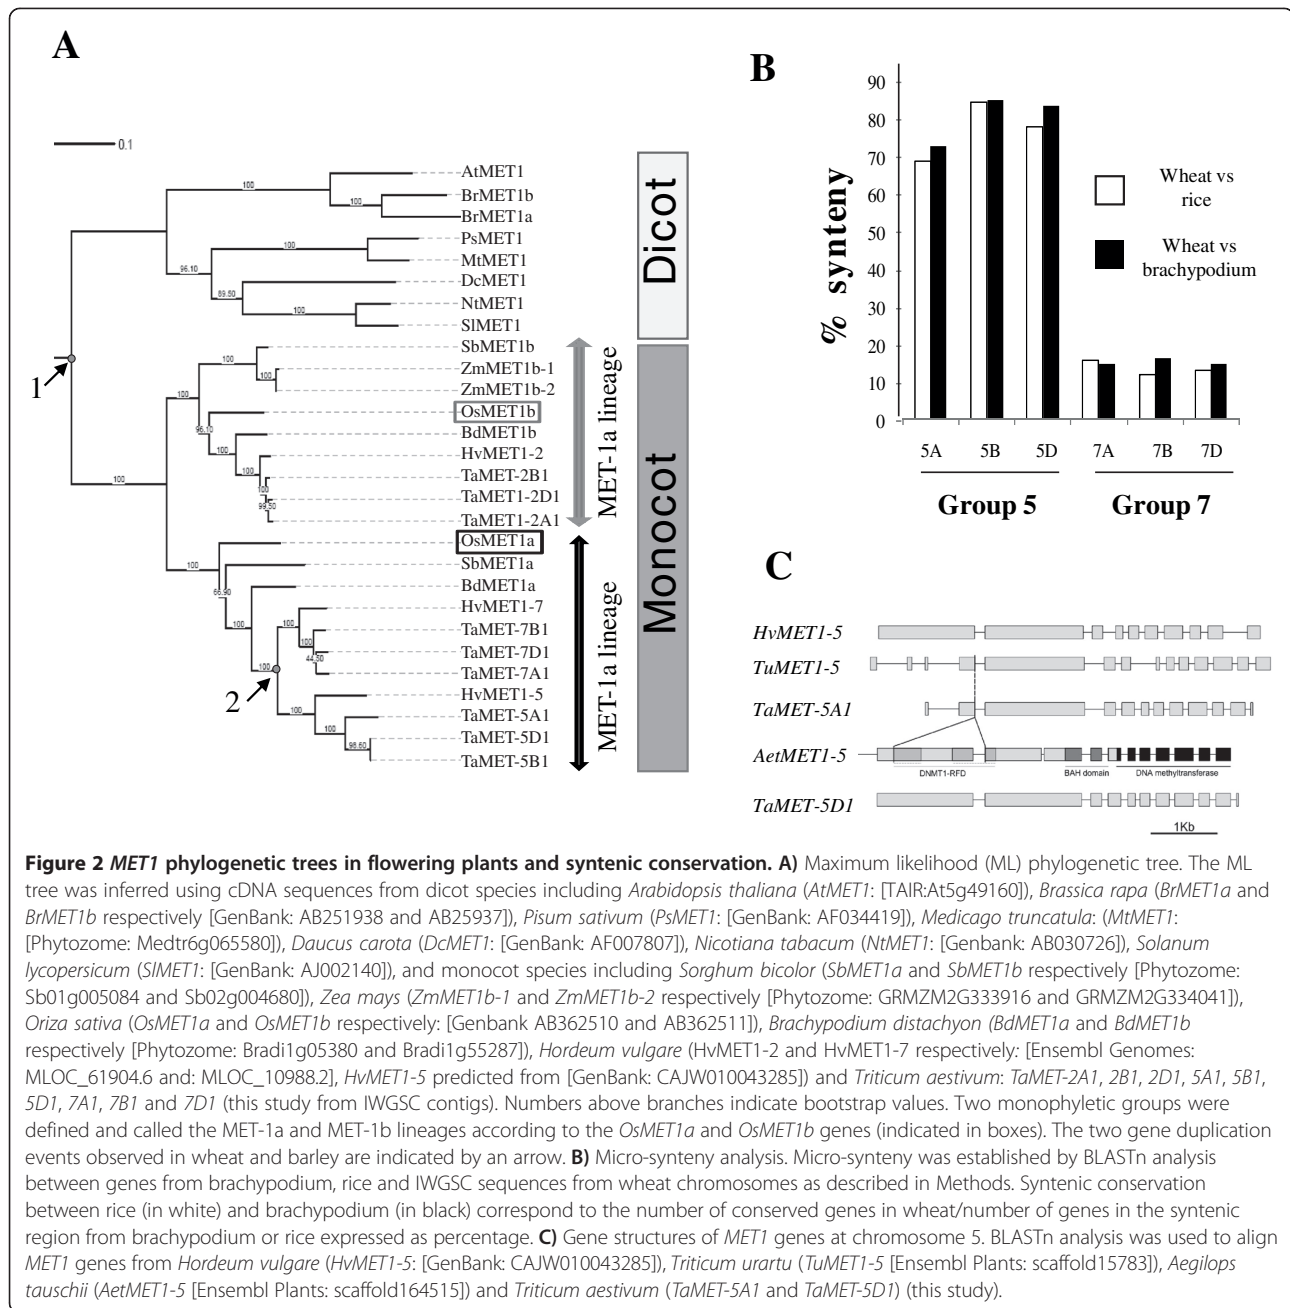 A
0.1
AtMET1
BrMET1b
BrMET1a
PsMET1
MtMET1
DcMET1
NtMET1
SlMET1
SbMET1b
ZmMET1b-1
ZmMET1b-2
OsMET1b
BdMET1b
HvMET1-2
TaMET-2B1
TaMET1-2D1
TaMET1-2A1
OsMET1a
SbMET1a
BdMET1a
HvMET1-7
TaMET-7B1
TaMET-7D1
TaMET-7A1
HvMET1-5
TaMET-5A1
TaMET-5D1
TaMET-5B1
100
100
100
96.10
89.50
100
100
100
100
96.10
100
100
100
99.50
100
66.90
100
100
100
100
44.50
100
100
96.60
1
2
MET-1a lineage
MET-1a lineage
Dicot
Monocot
B
% synteny
90
80
70
60
50
40
30
20
10
0
5A 5B 5D 7A 7B 7D
Group 5 Group 7
Wheat vs
rice
Wheat vs
brachypodium
C
HvMET1-5
TuMET1-5
TaMET-5A1
AetMET1-5
DNMT1-RFD BAH domain DNA methyltransferase
TaMET-5D1
1Kb
Figure 2 MET1 phylogenetic trees in flowering plants and syntenic conservation. A) Maximum likelihood (ML) phylogenetic tree. The ML
tree was inferred using cDNA sequences from dicot species including Arabidopsis thaliana (AtMET1: [TAIR:At5g49160]), Brassica rapa (BrMET1a and
BrMET1b respectively [GenBank: AB251938 and AB25937]), Pisum sativum (PsMET1: [GenBank: AF034419]), Medicago truncatula: (MtMET1:
[Phytozome: Medtr6g065580]), Daucus carota (DcMET1: [GenBank: AF007807]), Nicotiana tabacum (NtMET1: [Genbank: AB030726]), Solanum
lycopersicum (SlMET1: [GenBank: AJ002140]), and monocot species including Sorghum bicolor (SbMET1a and SbMET1b respectively [Phytozome:
Sb01g005084 and Sb02g004680]), Zea mays (ZmMET1b-1 and ZmMET1b-2 respectively [Phytozome: GRMZM2G333916 and GRMZM2G334041]),
Oriza sativa (OsMET1a and OsMET1b respectively: [Genbank AB362510 and AB362511]), Brachypodium distachyon (BdMET1a and BdMET1b
respectively [Phytozome: Bradi1g05380 and Bradi1g55287]), Hordeum vulgare (HvMET1-2 and HvMET1-7 respectively: [Ensembl Genomes:
MLOC_61904.6 and: MLOC_10988.2], HvMET1-5 predicted from [GenBank: CAJW010043285]) and Triticum aestivum: TaMET-2A1, 2B1, 2D1, 5A1, 5B1,
5D1, 7A1, 7B1 and 7D1 (this study from IWGSC contigs). Numbers above branches indicate bootstrap values. Two monophyletic groups were
defined and called the MET-1a and MET-1b lineages according to the OsMET1a and OsMET1b genes (indicated in boxes). The two gene duplication
events observed in wheat and barley are indicated by an arrow. B) Micro-synteny analysis. Micro-synteny was established by BLASTn analysis
between genes from brachypodium, rice and IWGSC sequences from wheat chromosomes as described in Methods. Syntenic conservation
between rice (in white) and brachypodium (in black) correspond to the number of conserved genes in wheat/number of genes in the syntenic
region from brachypodium or rice expressed as percentage. C) Gene structures of MET1 genes at chromosome 5. BLASTn analysis was used to align
MET1 genes from Hordeum vulgare (HvMET1-5: [GenBank: CAJW010043285]), Triticum urartu (TuMET1-5 [Ensembl Plants: scaffold15783]), Aegilops
tauschii (AetMET1-5 [Ensembl Plants: scaffold164515]) and Triticum aestivum (TaMET-5A1 and TaMET-5D1) (this study).